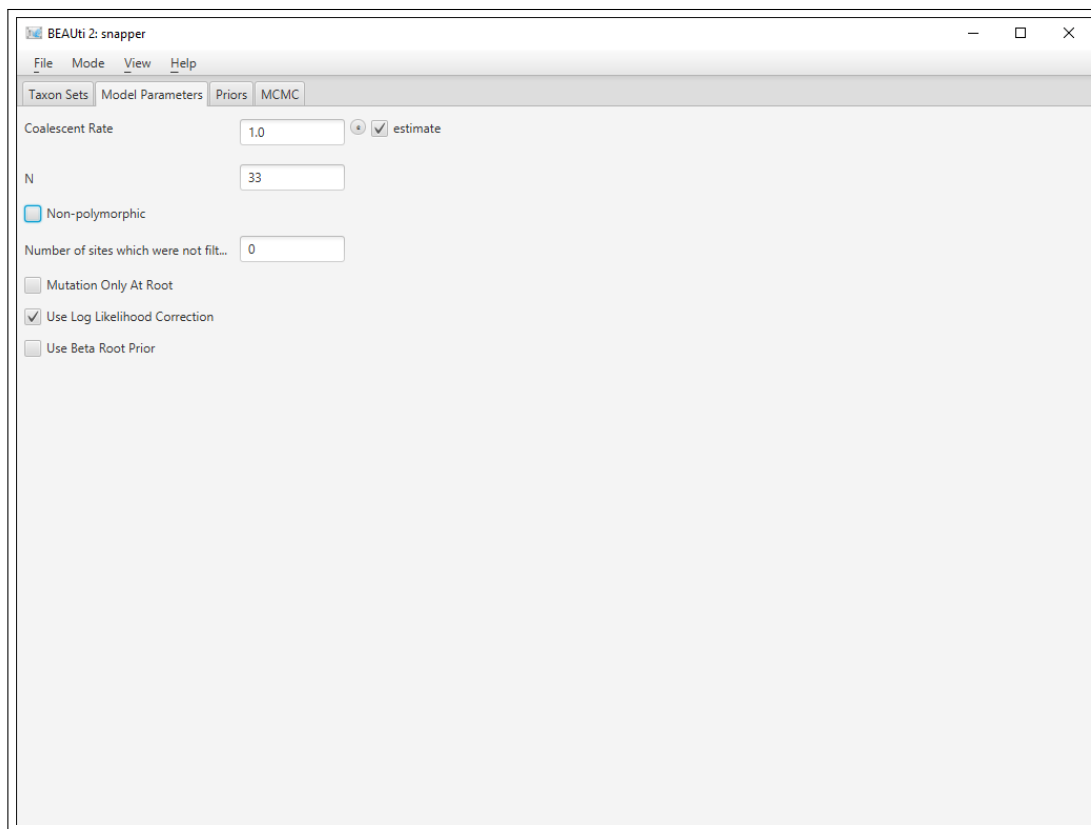 BEAUti 2: snapper
File Mode View Help
Taxon Sets Model Parameters Priors MCMC
Coalescent Rate 1.0 estimate
N 33
Non-polymorphic
Number of sites which were not filt... 0
Mutation Only At Root
Use Log Likelihood Correction
Use Beta Root Prior